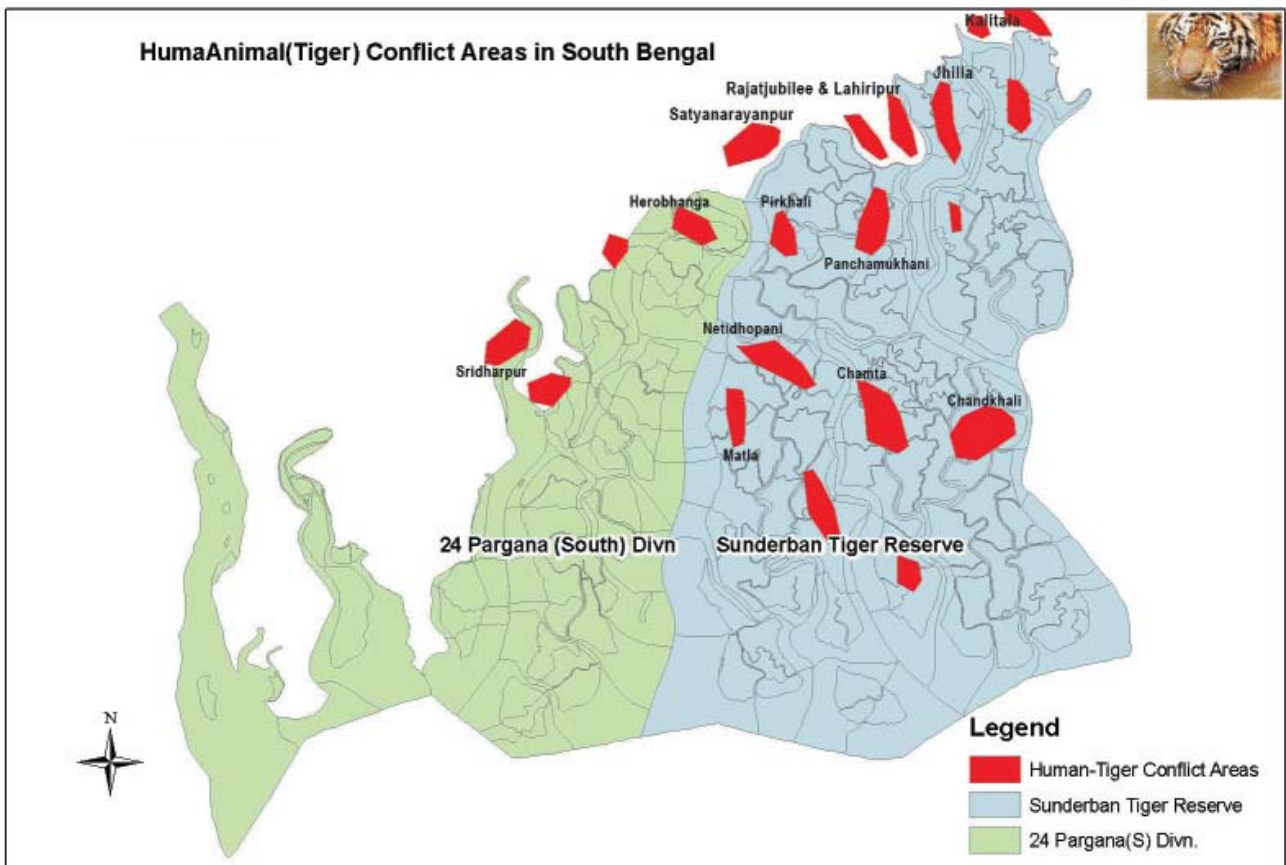 HumaAnimal(Tiger) Conflict Areas in South Bengal
Kalitala
Jhilla
Rajatjubilee & Lahiripur
Satyanarayanpur
Herobhanga
Pirkhali
Panchamukhani
Netidhopani
Sridharpur
Chamta
Chandkhali
Matla
24 Pargana (South) Divn
Sunderban Tiger Reserve
N
Legend
Human-Tiger Conflict Areas
Sunderban Tiger Reserve
24 Pargana(S) Divn.